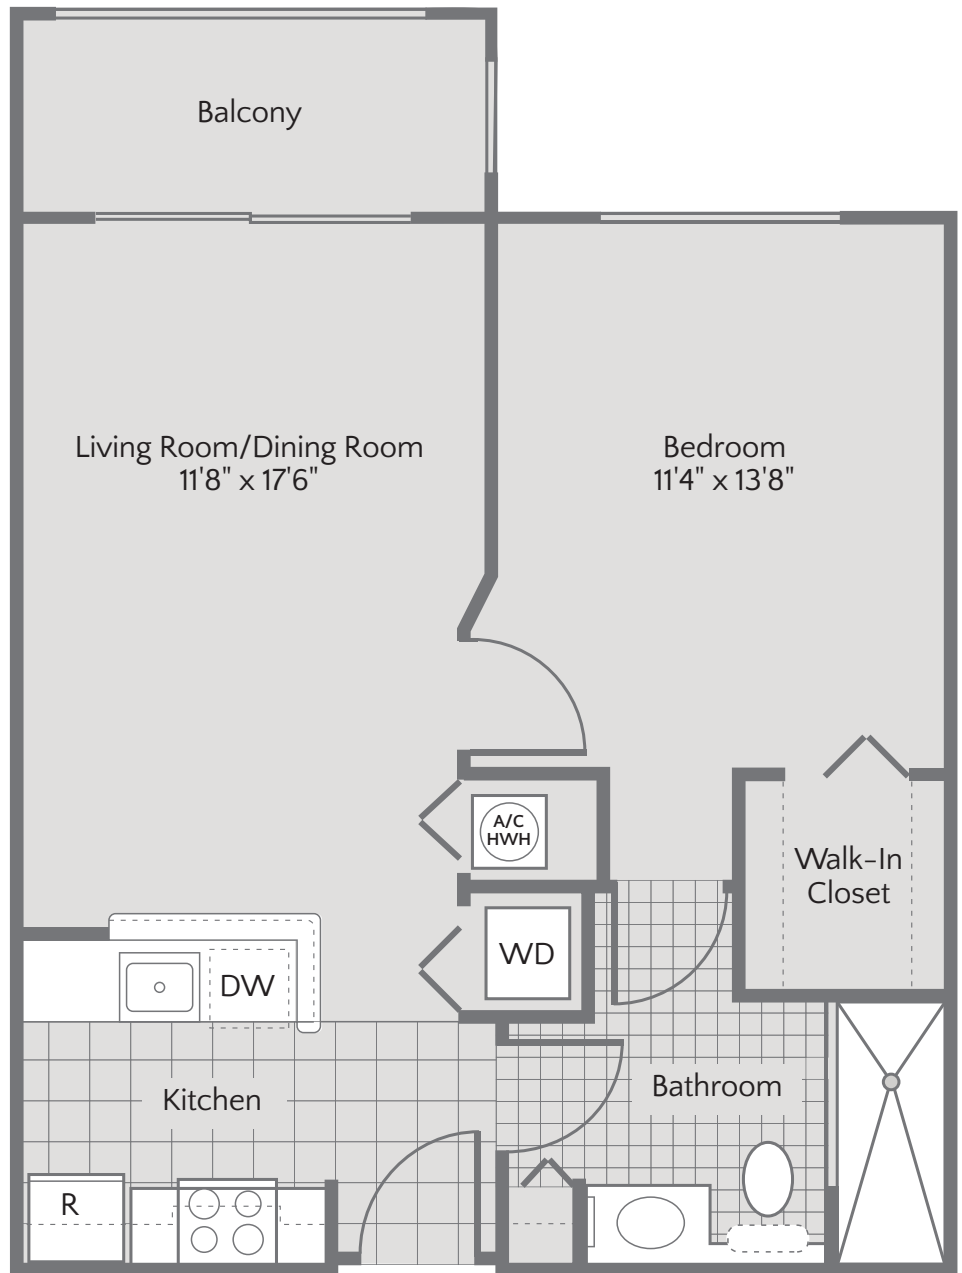 Balcony
Living Room/Dining Room
11'8" x 17'6"
Bedroom
11'4" x 13'8"
A/C
HWH
Walk-In
Closet
WD
DW
Kitchen
Bathroom
R